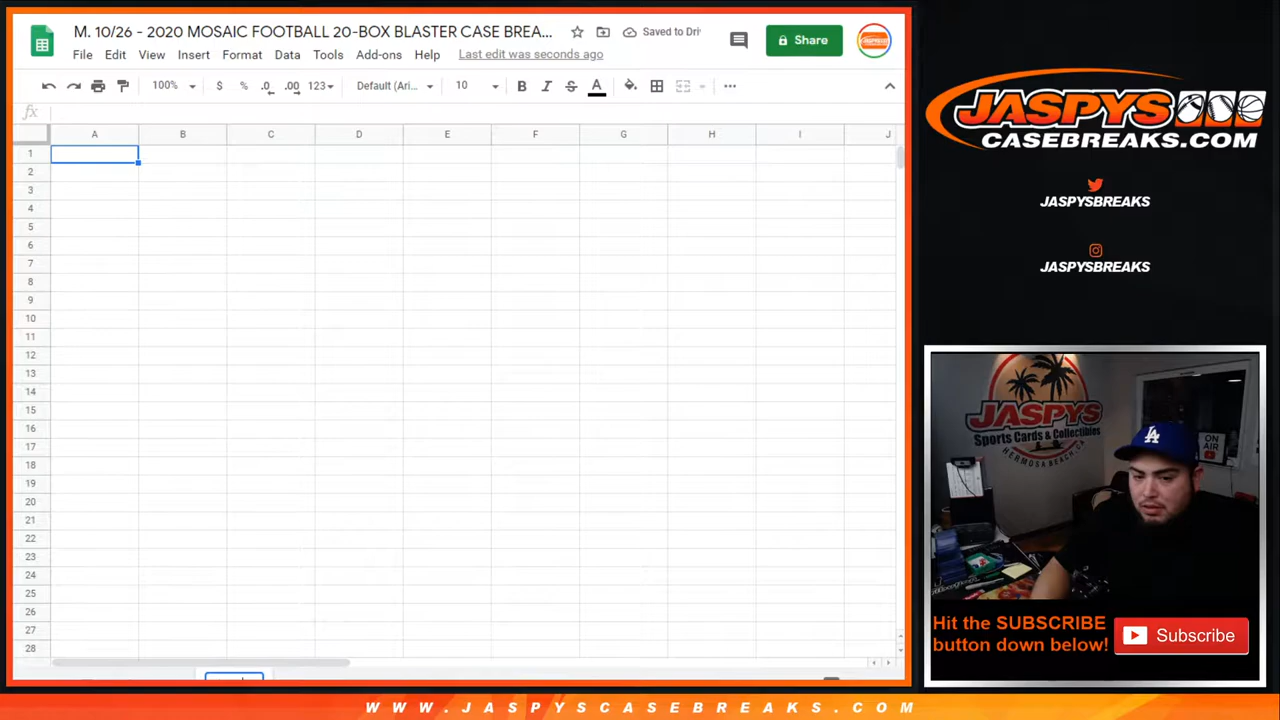 M. 10/26 - 2020 MOSAIC FOOTBALL 20-BOX BLASTER CASE BREA...
Saved to Dri
Share
File Edit View Insert Format Data Tools Add-ons Help Last edit was seconds ago
100% $ % .0 .00 123 Default (Ari... 10 B I S A
fx
A B C D E F G H I J
1
2
3
4
5
6
7
8
9
10
11
12
13
14
15
16
17
18
19
20
21
22
23
24
25
26
27
28
JASPYS
CASEBREAKS.COM
JASPYSBREAKS
JASPYSBREAKS
JASPYS
Sports Cards & Collectibles
HERMOSA BEACH, CA
LA
ON
AIR
Hit the SUBSCRIBE
button down below!
Subscribe
WWW.JASPYSCASEBREAKS.COM